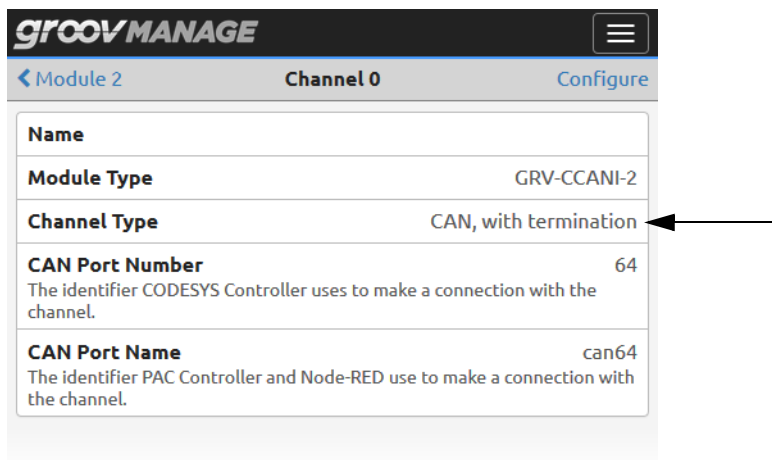 groov MANAGE
Module 2 Channel 0 Configure
Name
Module Type GRV-CCANI-2
Channel Type CAN, with termination
CAN Port Number 64
The identifier CODESYS Controller uses to make a connection with the
channel.
CAN Port Name can64
The identifier PAC Controller and Node-RED use to make a connection with
the channel.